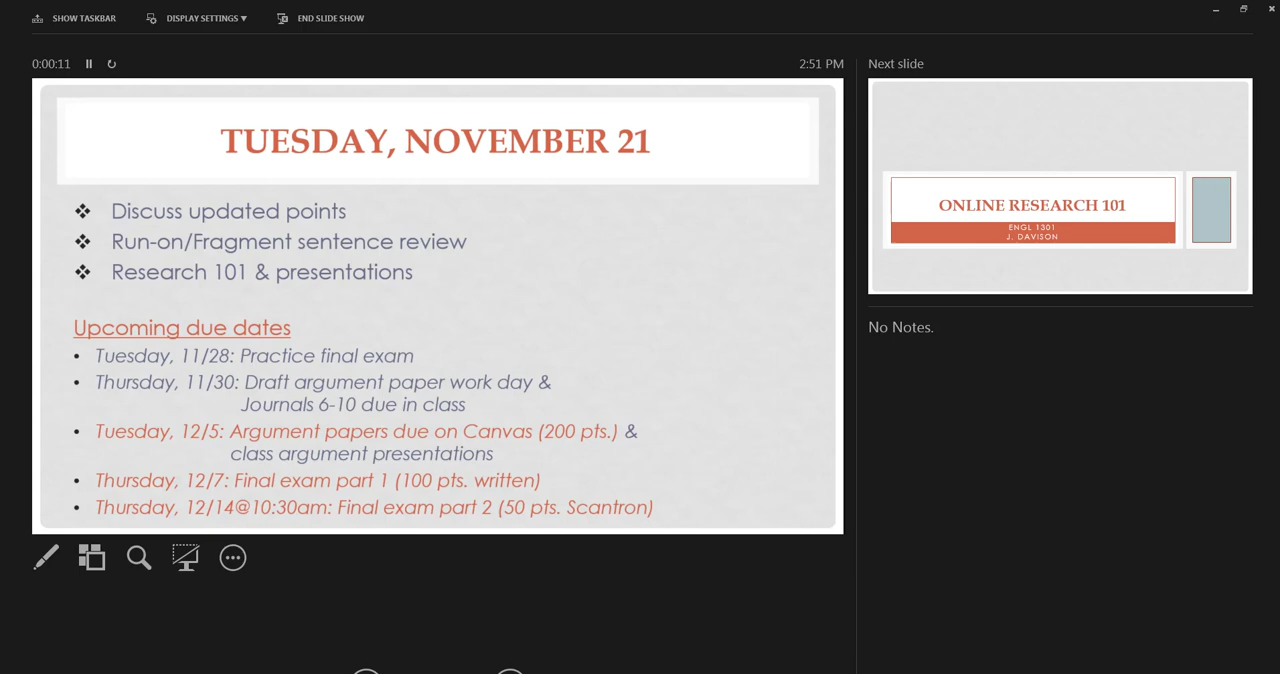 SHOW TASKBAR
DISPLAY SETTINGS ▼
END SLIDE SHOW
0:00:11
2:51 PM
TUESDAY, NOVEMBER 21
❖ Discuss updated points
❖ Run-on/Fragment sentence review
❖ Research 101 & presentations
Upcoming due dates
• Tuesday, 11/28: Practice final exam
• Thursday, 11/30: Draft argument paper work day &
Journals 6-10 due in class
• Tuesday, 12/5: Argument papers due on Canvas (200 pts.) &
class argument presentations
• Thursday, 12/7: Final exam part 1 (100 pts. written)
• Thursday, 12/14@10:30am: Final exam part 2 (50 pts. Scantron)
Next slide
ONLINE RESEARCH 101
ENGL 1301
J. DAVISON
No Notes.